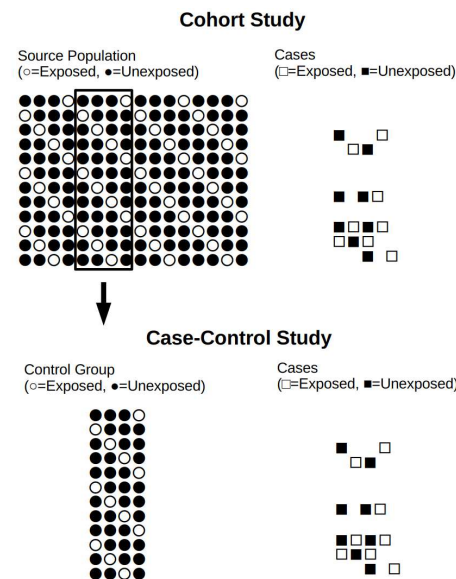 Cohort Study
Source Population
(○=Exposed, ●=Unexposed)
Cases
(□=Exposed, ■=Unexposed)
Case-Control Study
Control Group
(○=Exposed, ●=Unexposed)
Cases
(□=Exposed, ■=Unexposed)